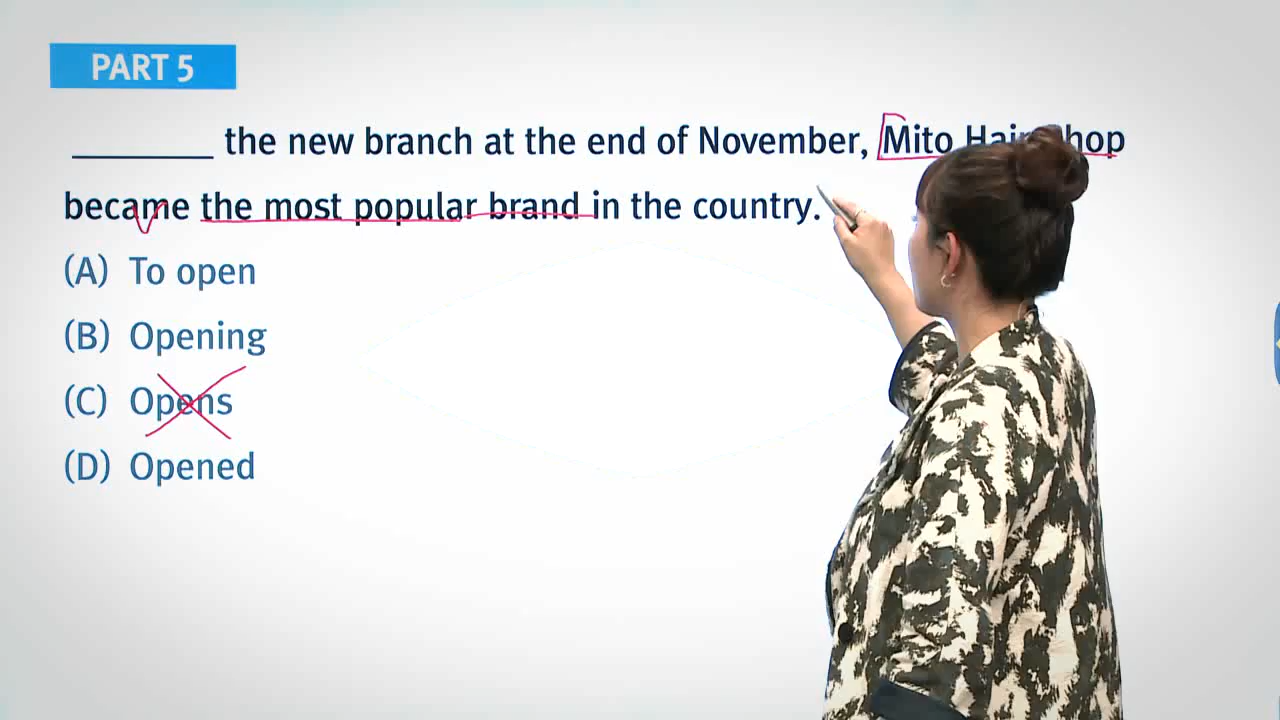 PART 5
________ the new branch at the end of November, Mito Hair Shop
became the most popular brand in the country.
(A) To open
(B) Opening
(C) Opens
(D) Opened